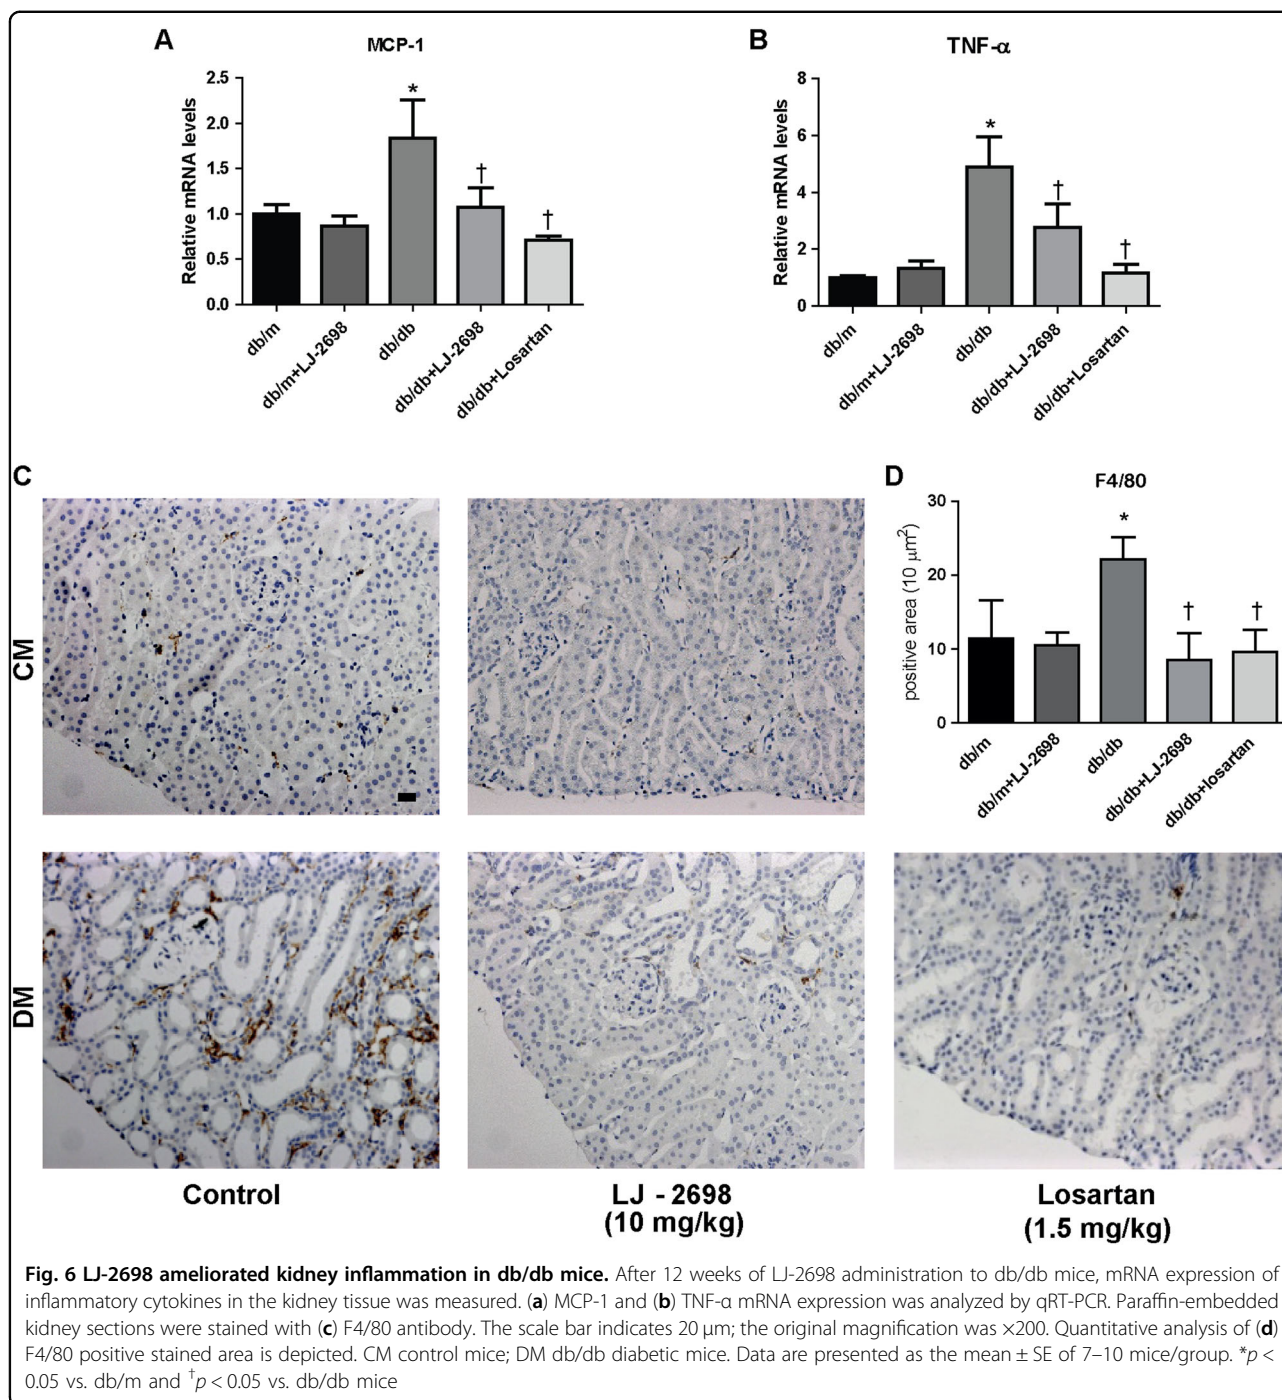 A
MCP-1
Relative mRNA levels
2.5
2.0
1.5
1.0
0.5
0.0
*
†
†
db/m
db/m+LJ-2698
db/db
db/db+LJ-2698
db/db+Losartan
B
TNF-α
Relative mRNA levels
8
6
4
2
0
*
†
†
db/m
db/m+LJ-2698
db/db
db/db+LJ-2698
db/db+Losartan
C
CM
DM
D
F4/80
positive area (10 µm²)
30
20
10
0
*
†
†
db/m
db/m+LJ-2698
db/db
db/db+LJ-2698
db/db+losartan
Control
LJ - 2698
(10 mg/kg)
Losartan
(1.5 mg/kg)
Fig. 6 LJ-2698 ameliorated kidney inflammation in db/db mice. After 12 weeks of LJ-2698 administration to db/db mice, mRNA expression of
inflammatory cytokines in the kidney tissue was measured. (a) MCP-1 and (b) TNF-α mRNA expression was analyzed by qRT-PCR. Paraffin-embedded
kidney sections were stained with (c) F4/80 antibody. The scale bar indicates 20 µm; the original magnification was ×200. Quantitative analysis of (d)
F4/80 positive stained area is depicted. CM control mice; DM db/db diabetic mice. Data are presented as the mean ± SE of 7–10 mice/group. *p <
0.05 vs. db/m and †p < 0.05 vs. db/db mice